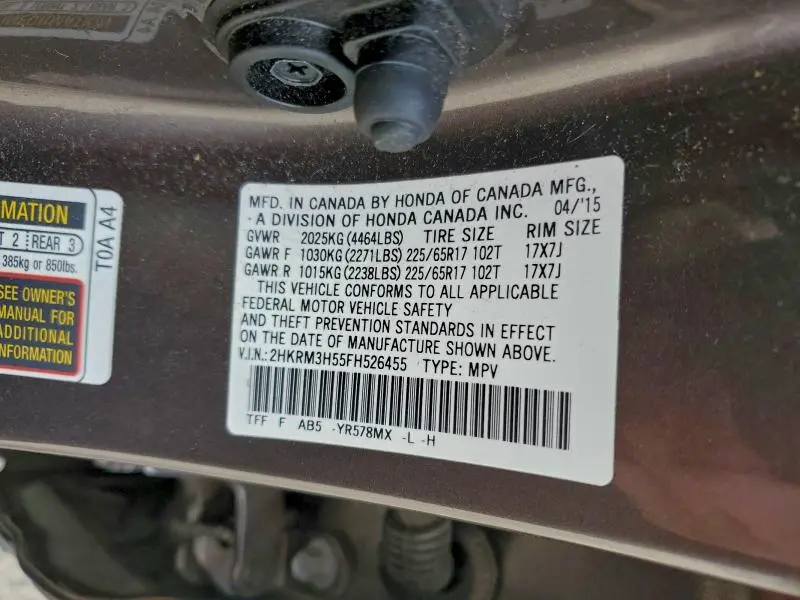 MFD. IN CANADA BY HONDA OF CANADA MFG.,
A DIVISION OF HONDA CANADA INC. 04/'15
GVWR 2025KG (4464LBS) TIRE SIZE RIM SIZE
GAWR F 1030KG (2271LBS) 225/65R17 102T 17X7J
GAWR R 1015KG (2238LBS) 225/65R17 102T 17X7J
THIS VEHICLE CONFORMS TO ALL APPLICABLE
FEDERAL MOTOR VEHICLE SAFETY
AND THEFT PREVENTION STANDARDS IN EFFECT
ON THE DATE OF MANUFACTURE SHOWN ABOVE.
V.I.N.: 2HKRM3H55FH526455 TYPE: MPV
TFF F AB5 -YR578MX -L -H
MATION
T 2 REAR 3
385kg or 850lbs.
SEE OWNER'S
MANUAL FOR
ADDITIONAL
INFORMATION
T0A A4